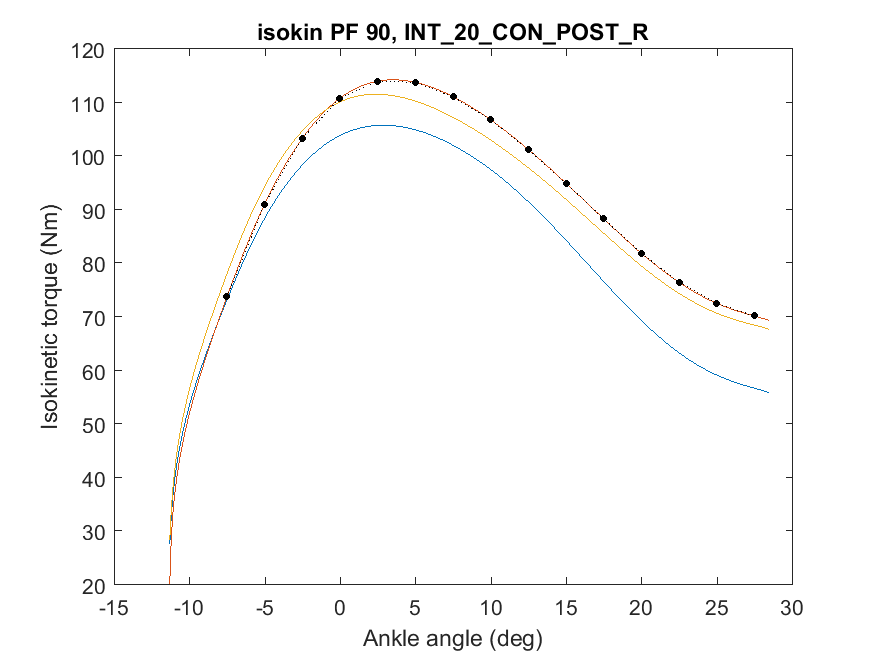 isokin PF 90, INT_20_CON_POST_R
120
110
100
90
80
70
60
50
40
30
20
Isokinetic torque (Nm)
-15 -10 -5 0 5 10 15 20 25 30
Ankle angle (deg)